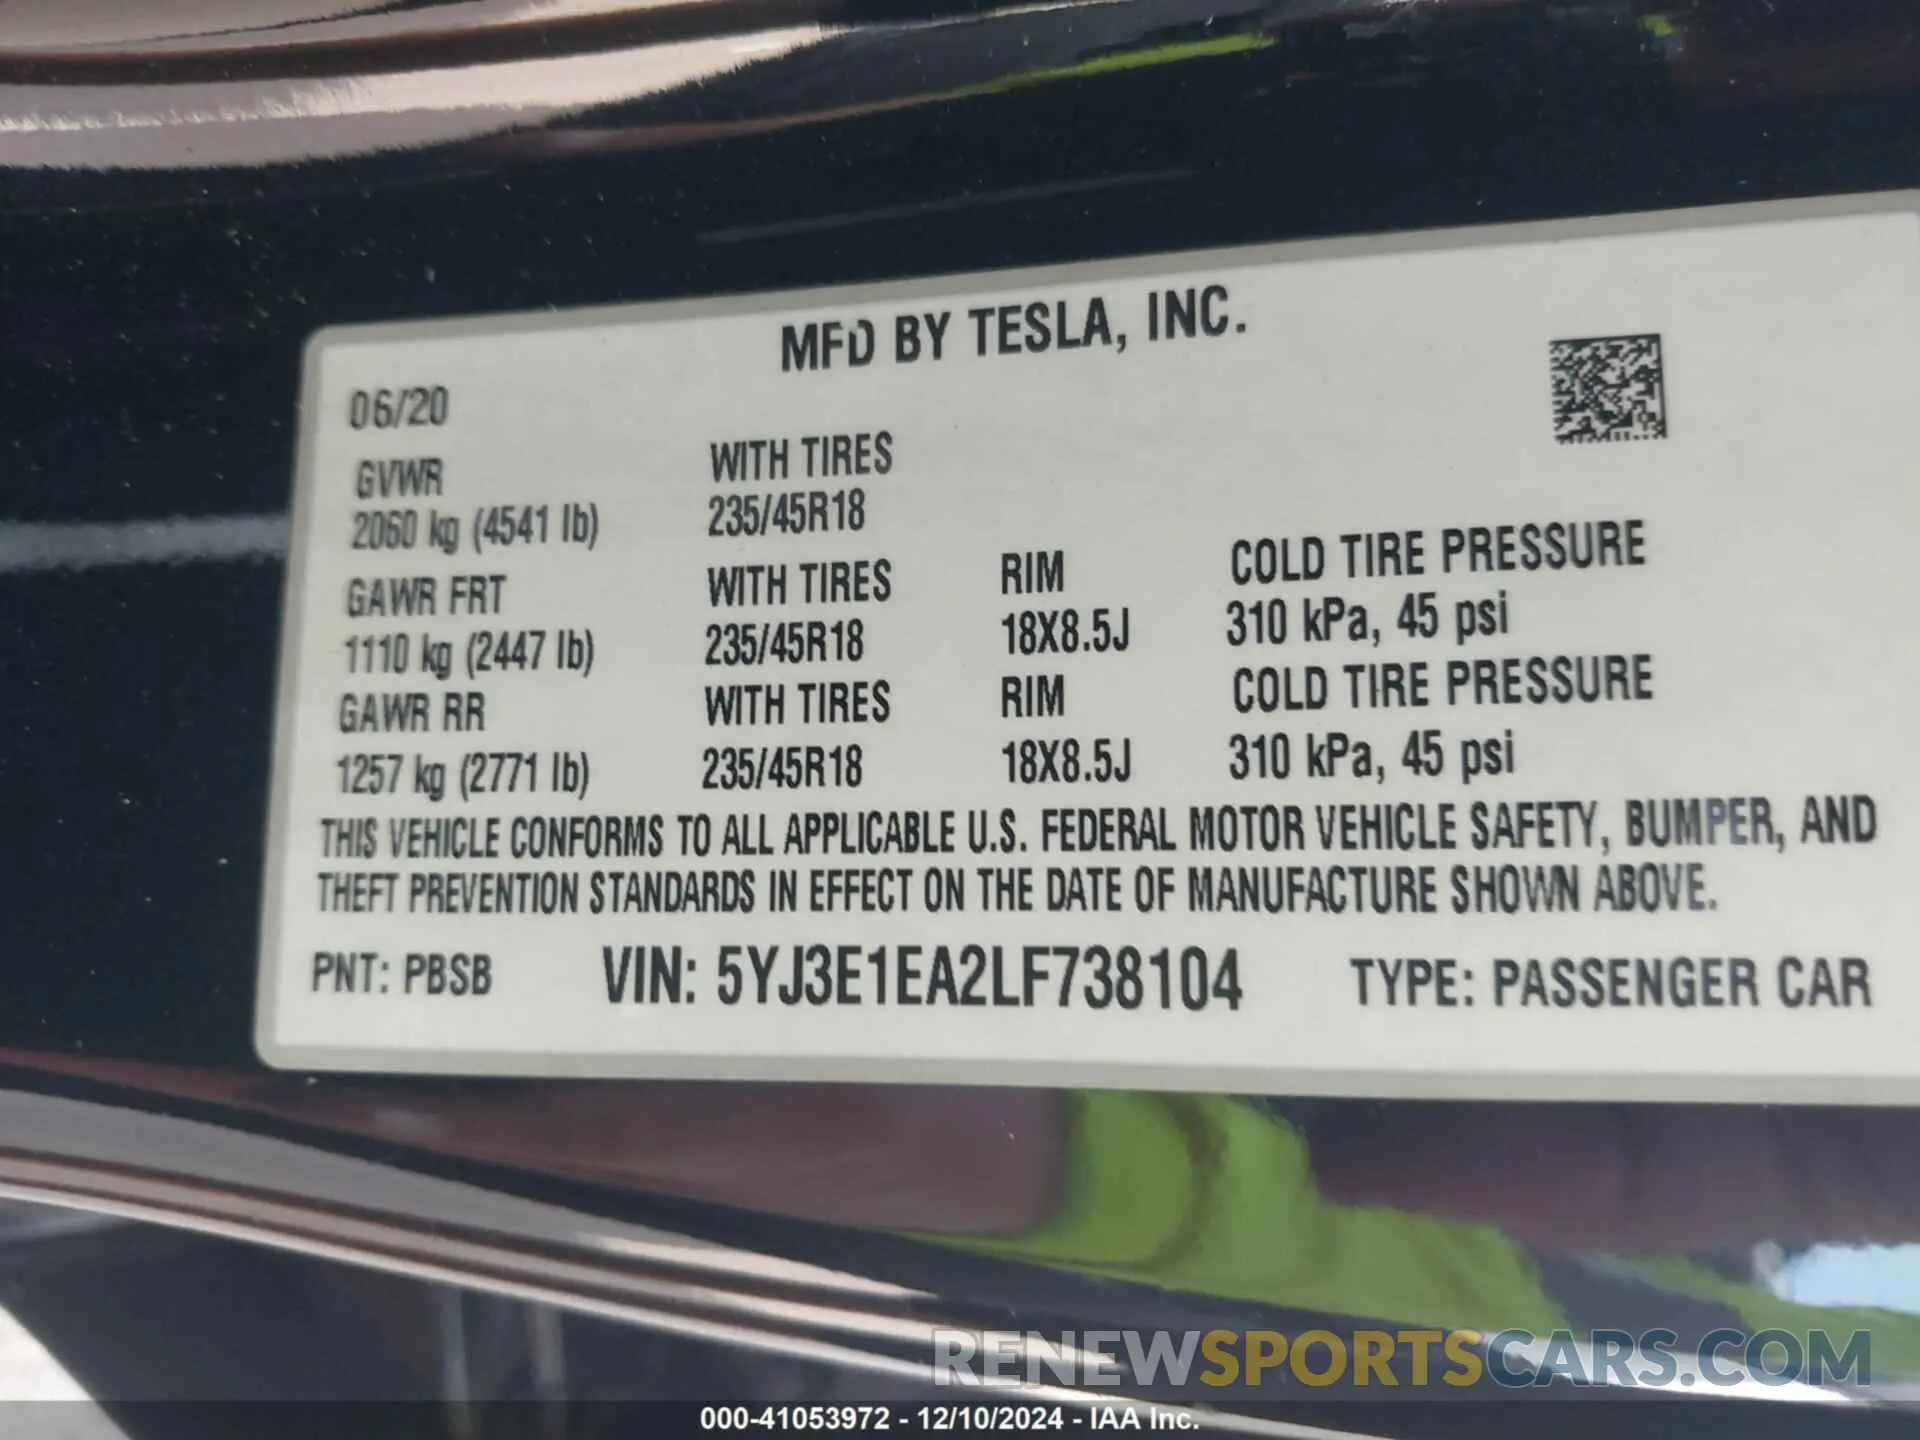 MFD BY TESLA, INC.
06/20
GVWR WITH TIRES
2060 kg (4541 lb) 235/45R18
GAWR FRT WITH TIRES RIM COLD TIRE PRESSURE
1110 kg (2447 lb) 235/45R18 18X8.5J 310 kPa, 45 psi
GAWR RR WITH TIRES RIM COLD TIRE PRESSURE
1257 kg (2771 lb) 235/45R18 18X8.5J 310 kPa, 45 psi
THIS VEHICLE CONFORMS TO ALL APPLICABLE U.S. FEDERAL MOTOR VEHICLE SAFETY, BUMPER, AND
THEFT PREVENTION STANDARDS IN EFFECT ON THE DATE OF MANUFACTURE SHOWN ABOVE.
PNT: PBSB VIN: 5YJ3E1EA2LF738104 TYPE: PASSENGER CAR
RENEWSPORTSCARS.COM
000-41053972 - 12/10/2024 - IAA Inc.